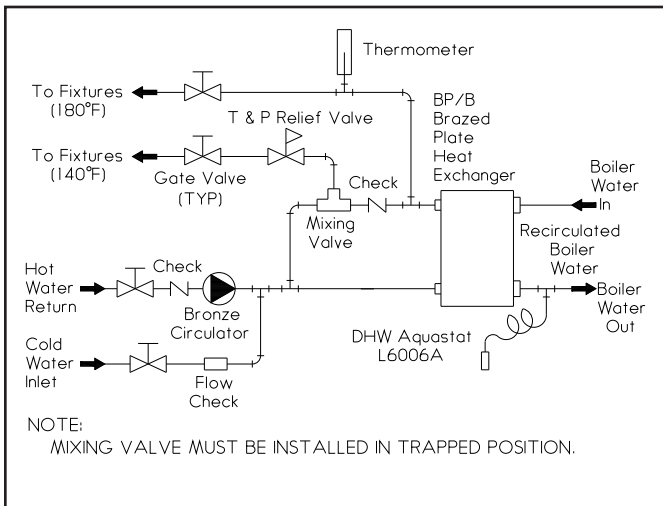 Thermometer
To Fixtures
(180°F)
T & P Relief Valve
BP/B
Brazed
Plate
Heat
Exchanger
To Fixtures
(140°F)
Gate Valve
(TYP)
Check
Mixing
Valve
Boiler
Water
In
Recirculated
Boiler
Water
Hot
Water
Return
Check
Bronze
Circulator
Boiler
Water
Out
DHW Aquastat
L6006A
Cold
Water
Inlet
Flow
Check
NOTE:
MIXING VALVE MUST BE INSTALLED IN TRAPPED POSITION.